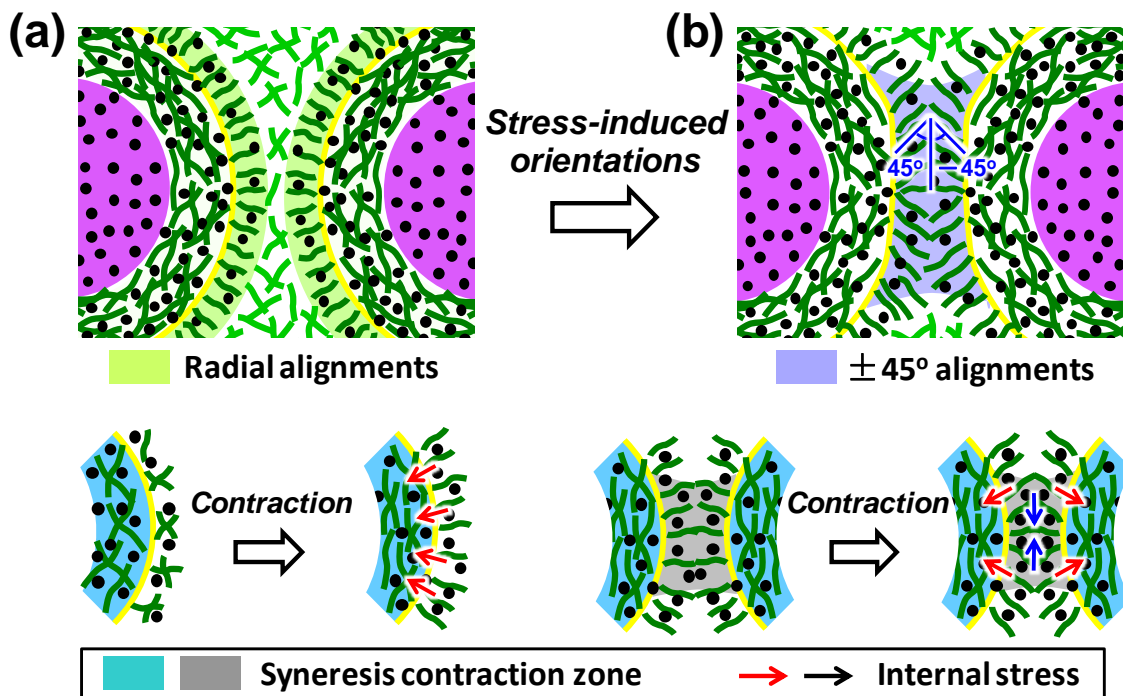 (a)
(b)
Stress-induced
orientations
45° 45°
Radial alignments
±45° alignments
Contraction
Contraction
Syneresis contraction zone
Internal stress